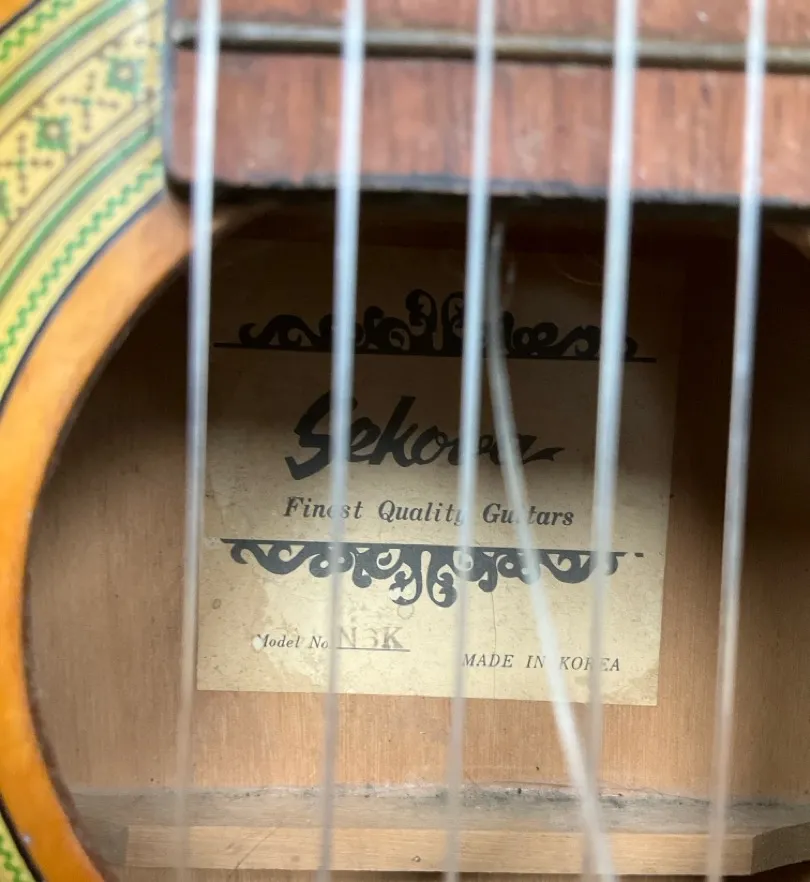 Sekova
Finest Quality Guitars
Model No. N3K
MADE IN KOREA